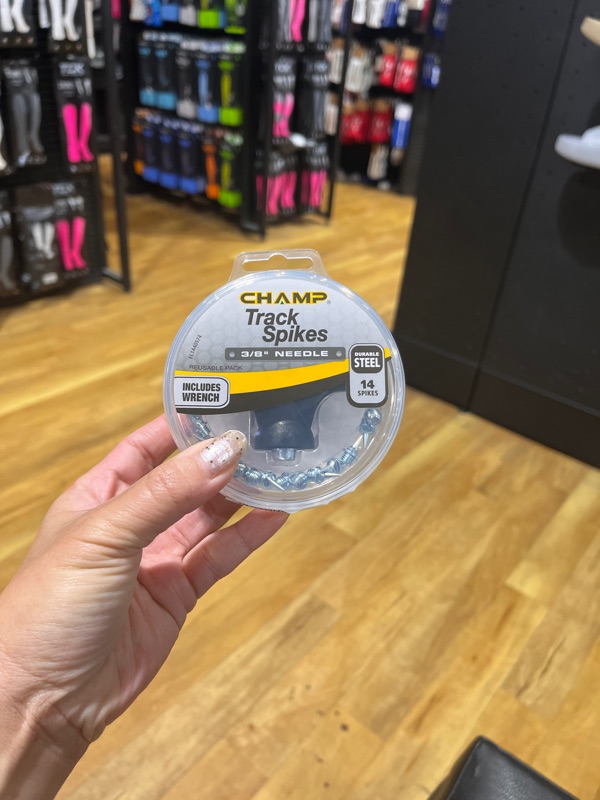 CHAMP
Track
Spikes
3/8" NEEDLE
REUSABLE PACK
INCLUDES
WRENCH
DURABLE
STEEL
14
SPIKES